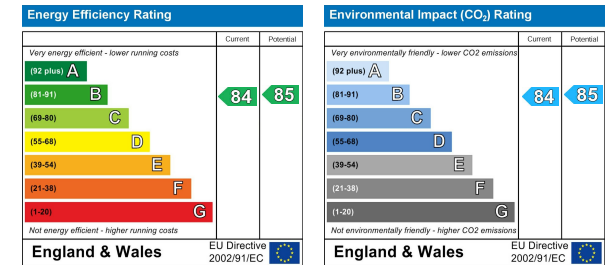 Energy Efficiency Rating
Current Potential
Very energy efficient - lower running costs
(92 plus) A
(81-91) B
84 85
(69-80) C
(55-68) D
(39-54) E
(21-38) F
(1-20) G
Not energy efficient - higher running costs
England & Wales
EU Directive
2002/91/EC
Environmental Impact (CO₂) Rating
Current Potential
Very environmentally friendly - lower CO2 emissions
(92 plus) A
(81-91) B
84 85
(69-80) C
(55-68) D
(39-54) E
(21-38) F
(1-20) G
Not environmentally friendly - higher CO2 emissions
England & Wales
EU Directive
2002/91/EC